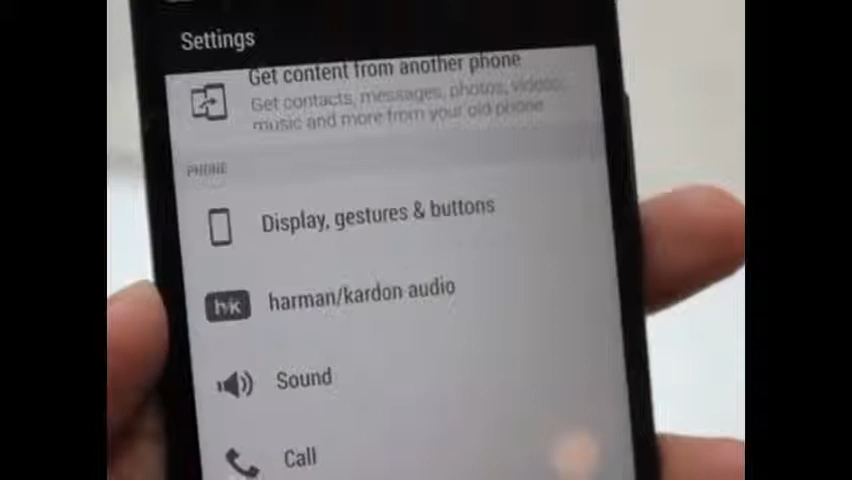 Settings
Get content from another phone
Get contacts, messages, photos, videos,
music and more from your old phone
PHONE
Display, gestures & buttons
h/k
harman/kardon audio
Sound
Call